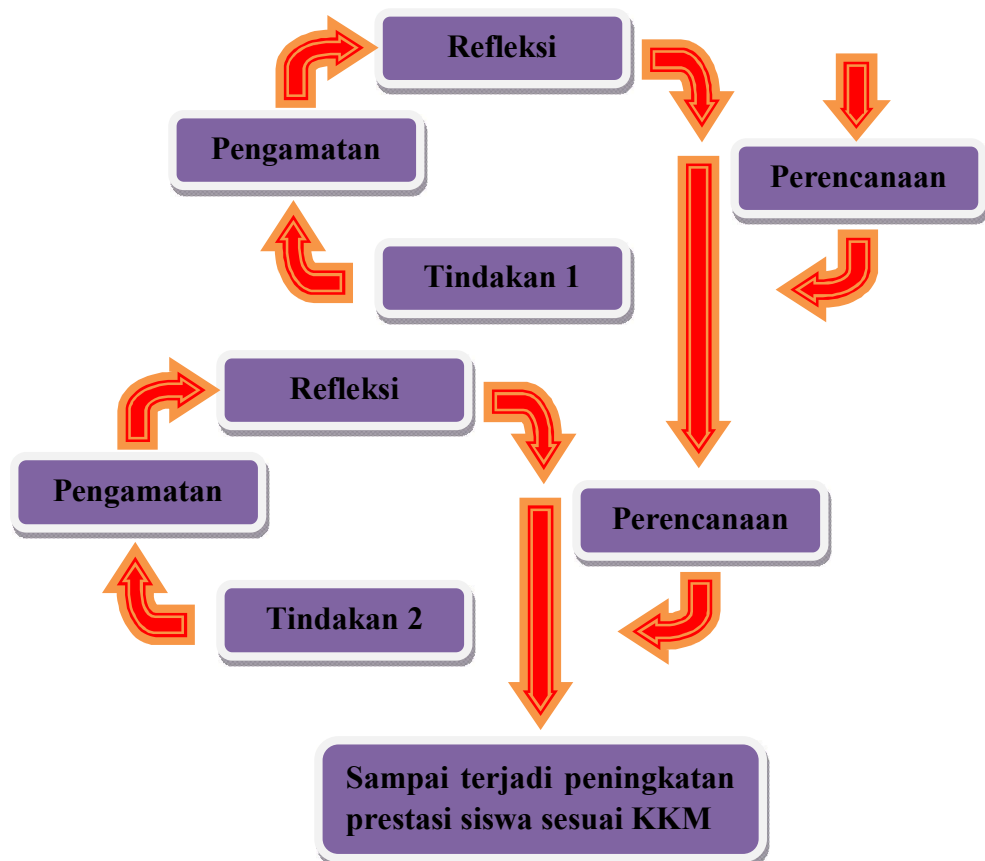 Refleksi
Pengamatan
Perencanaan
Tindakan 1
Refleksi
Pengamatan
Perencanaan
Tindakan 2
Sampai terjadi peningkatan
prestasi siswa sesuai KKM